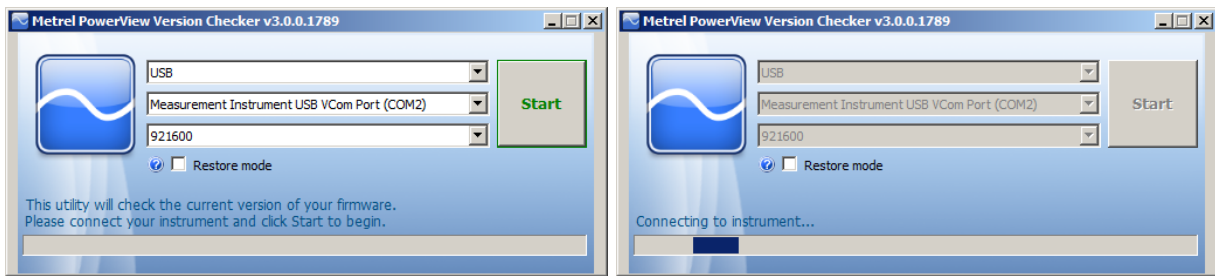 Metrel PowerView Version Checker v3.0.0.1789
USB
Measurement Instrument USB VCom Port (COM2)
921600
Start
Restore mode
This utility will check the current version of your firmware.
Please connect your instrument and click Start to begin.
Metrel PowerView Version Checker v3.0.0.1789
USB
Measurement Instrument USB VCom Port (COM2)
921600
Start
Restore mode
Connecting to instrument...